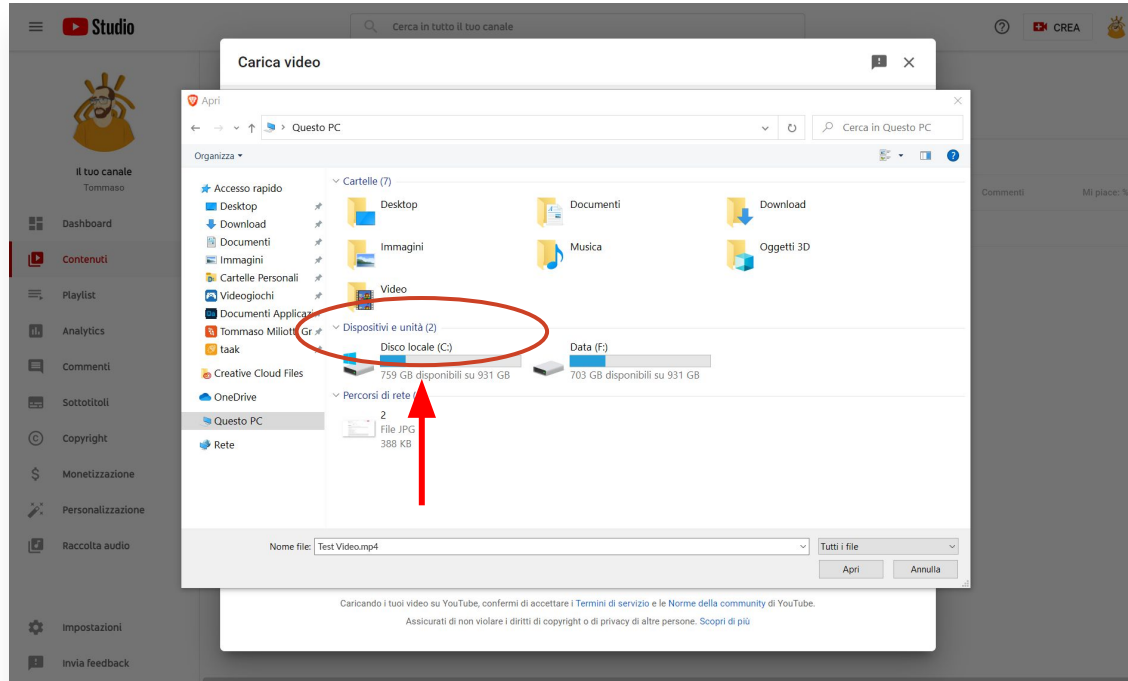 Studio
Cerca in tutto il tuo canale
CREA
Carica video
Il tuo canale
Tommaso
Dashboard
Contenuti
Playlist
Analytics
Commenti
Sottotitoli
Copyright
Monetizzazione
Personalizzazione
Raccolta audio
Impostazioni
Invia feedback
Commenti
Mi piace:
Apri
Questo PC
Cerca in Questo PC
Organizza
Accesso rapido
Desktop
Download
Documenti
Immagini
Cartelle Personali
Videogiochi
Documenti Applicazi
Tommaso Miliotti Gr
taak
Creative Cloud Files
OneDrive
Questo PC
Rete
Cartelle (7)
Desktop
Documenti
Download
Immagini
Musica
Oggetti 3D
Video
Dispositivi e unità (2)
Disco locale (C:)
759 GB disponibili su 931 GB
Data (F:)
703 GB disponibili su 931 GB
Percorsi di rete
2
File JPG
388 KB
Nome file:
Test Video.mp4
Tutti i file
Apri
Annulla
Caricando i tuoi video su YouTube, confermi di accettare i Termini di servizio e le Norme della community di YouTube.
Assicurati di non violare i diritti di copyright o di privacy di altre persone. Scopri di più